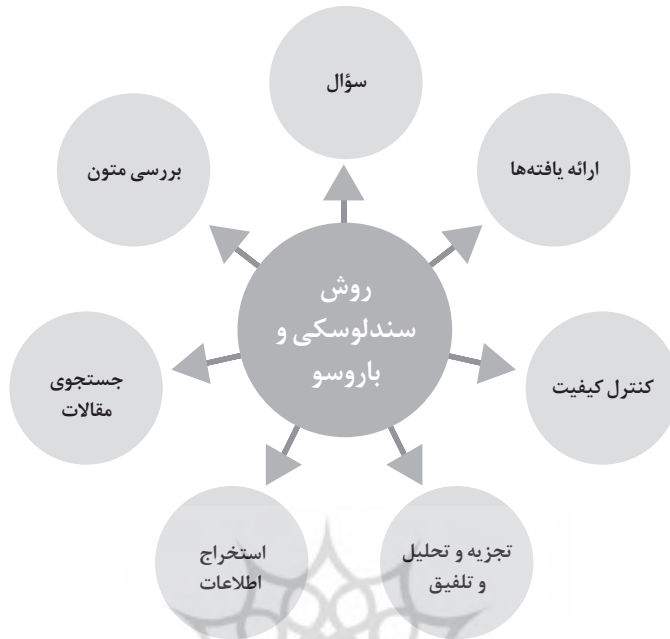 سؤال
بررسی متون
ارائه یافته‌ها
روش
سندلوسکی و
باروسو
جستجوی
مقالات
کنترل کیفیت
استخراج
اطلاعات
تجزیه و تحلیل
و تلفیق